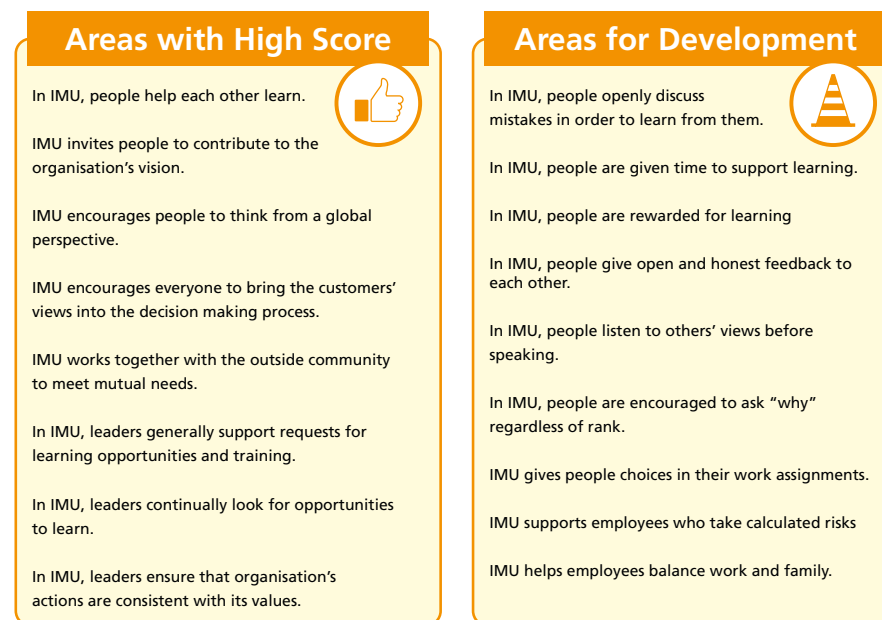 Areas with High Score
In IMU, people help each other learn.
IMU invites people to contribute to the
organisation's vision.
IMU encourages people to think from a global
perspective.
IMU encourages everyone to bring the customers'
views into the decision making process.
IMU works together with the outside community
to meet mutual needs.
In IMU, leaders generally support requests for
learning opportunities and training.
In IMU, leaders continually look for opportunities
to learn.
In IMU, leaders ensure that organisation's
actions are consistent with its values.
Areas for Development
In IMU, people openly discuss
mistakes in order to learn from them.
In IMU, people are given time to support learning.
In IMU, people are rewarded for learning
In IMU, people give open and honest feedback to
each other.
In IMU, people listen to others' views before
speaking.
In IMU, people are encouraged to ask “why”
regardless of rank.
IMU gives people choices in their work assignments.
IMU supports employees who take calculated risks
IMU helps employees balance work and family.